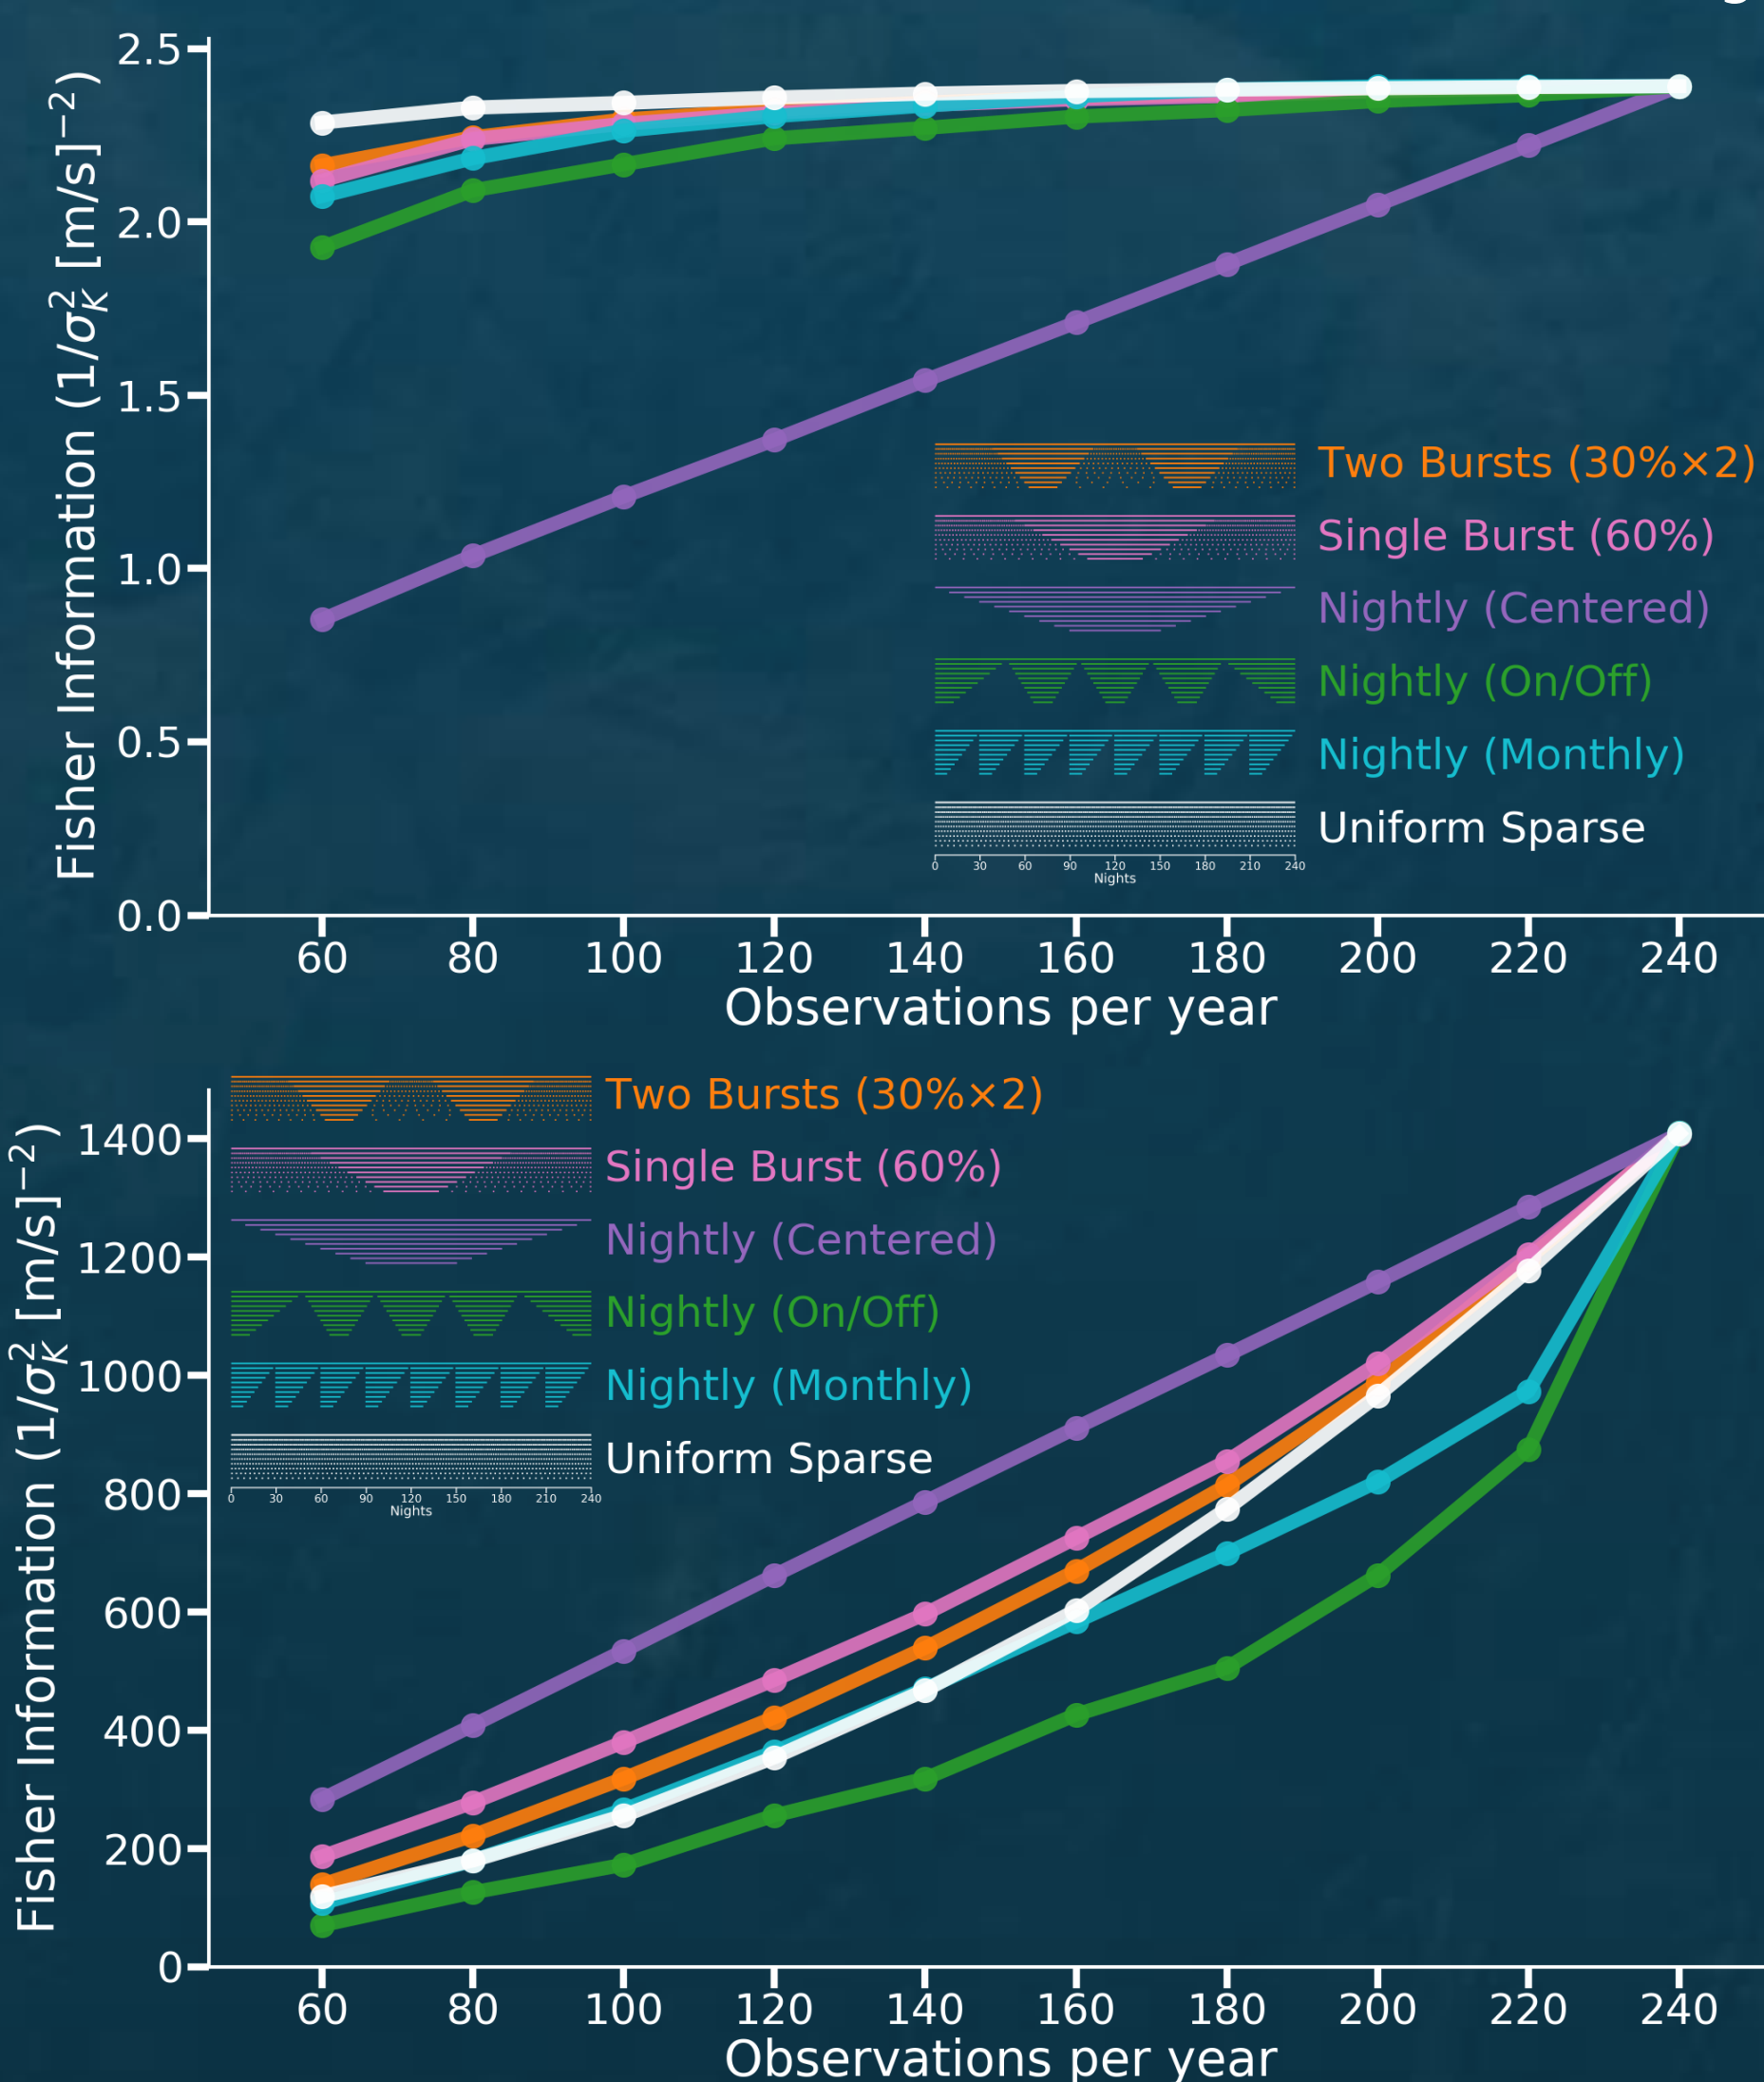 2.5
2.0
1.5
1.0
0.5
0.0
Fisher Information (1/σ²_K [m/s]⁻²)
Two Bursts (30%×2)
Single Burst (60%)
Nightly (Centered)
Nightly (On/Off)
Nightly (Monthly)
Uniform Sparse
0 30 60 90 120 150 180 210 240
Nights
60 80 100 120 140 160 180 200 220 240
Observations per year
Two Bursts (30%×2)
Single Burst (60%)
Nightly (Centered)
Nightly (On/Off)
Nightly (Monthly)
Uniform Sparse
0 30 60 90 120 150 180 210 240
Nights
1400
1200
1000
800
600
400
200
0
Fisher Information (1/σ²_K [m/s]⁻²)
60 80 100 120 140 160 180 200 220 240
Observations per year